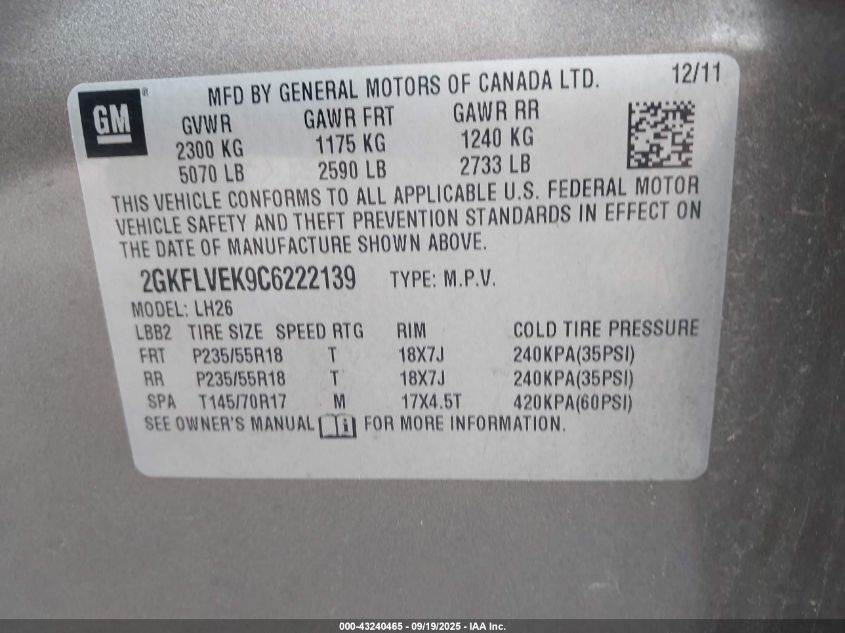 GM ®
MFD BY GENERAL MOTORS OF CANADA LTD. 12/11
GVWR GAWR FRT GAWR RR
2300 KG 1175 KG 1240 KG
5070 LB 2590 LB 2733 LB
THIS VEHICLE CONFORMS TO ALL APPLICABLE U.S. FEDERAL MOTOR
VEHICLE SAFETY AND THEFT PREVENTION STANDARDS IN EFFECT ON
THE DATE OF MANUFACTURE SHOWN ABOVE.
2GKFLVEK9C6222139 TYPE: M.P.V.
MODEL: LH26
LBB2 TIRE SIZE SPEED RTG RIM COLD TIRE PRESSURE
FRT P235/55R18 T 18X7J 240KPA(35PSI)
RR P235/55R18 T 18X7J 240KPA(35PSI)
SPA T145/70R17 M 17X4.5T 420KPA(60PSI)
SEE OWNER'S MANUAL i FOR MORE INFORMATION.
000-43240465 - 09/19/2025 - IAA Inc.